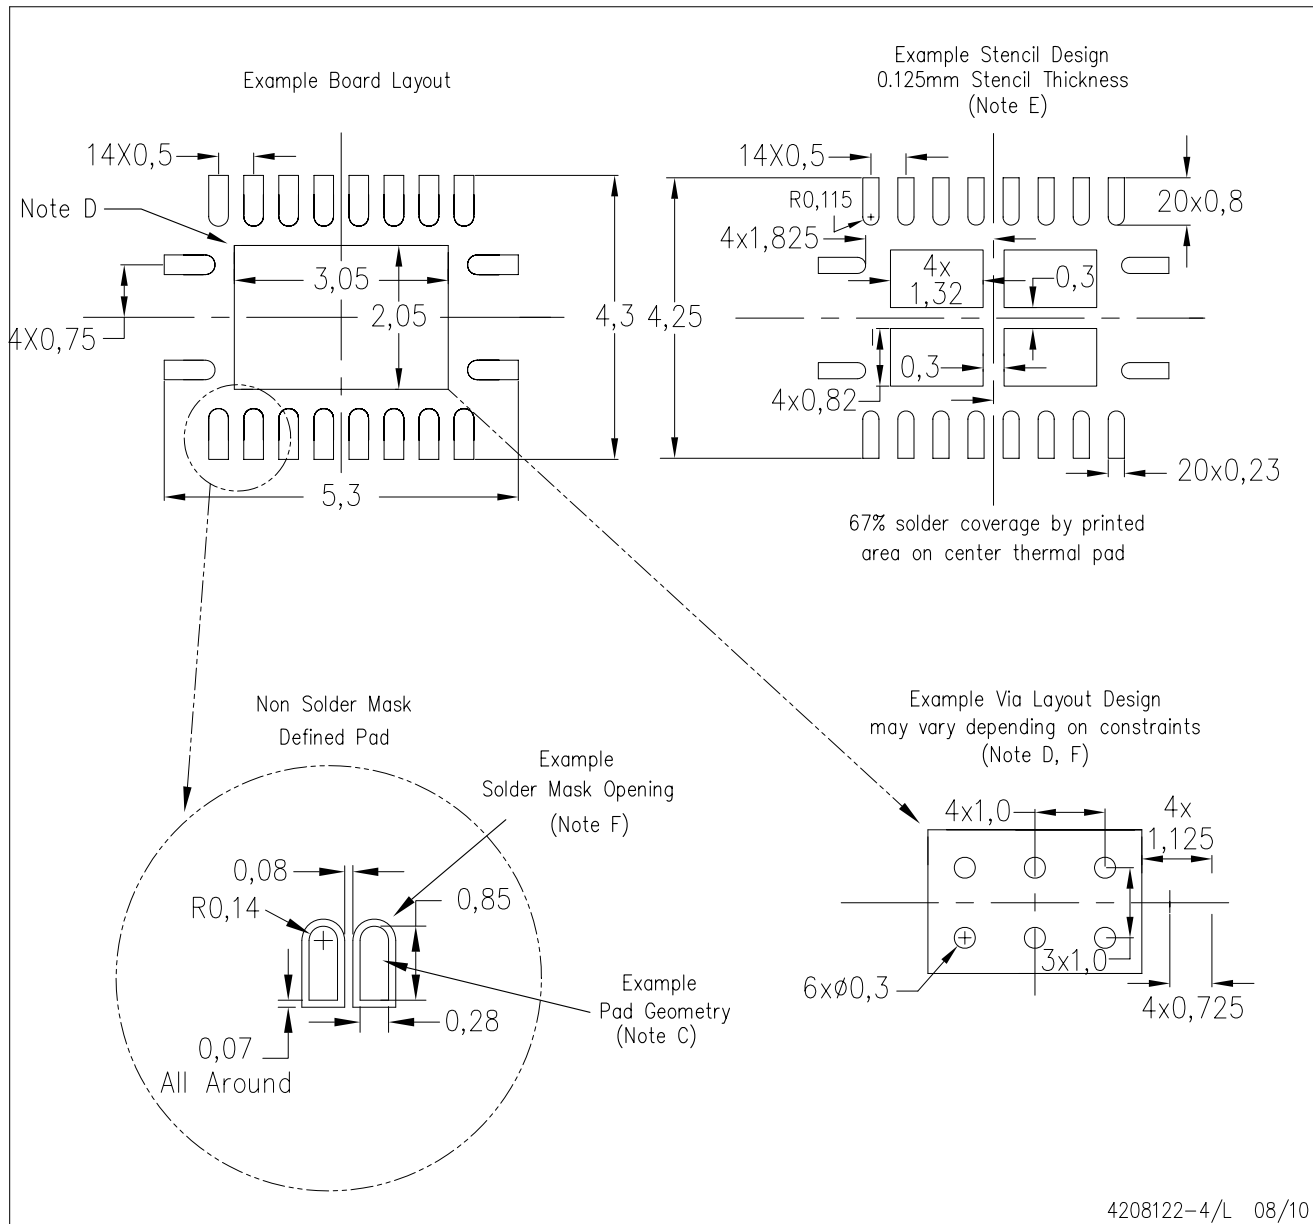 Example Board Layout
14X0,5
Note D
3,05
2,05
4X0,75
4,3
5,3
Example Stencil Design
0.125mm Stencil Thickness
(Note E)
14X0,5
R0,115
4x1,825
20x0,8
4x
1,32
0,3
4,25
0,3
4x0,82
20x0,23
67% solder coverage by printed
area on center thermal pad
Non Solder Mask
Defined Pad
Example
Solder Mask Opening
(Note F)
0,08
R0,14
0,85
0,28
0,07
All Around
Example
Pad Geometry
(Note C)
Example Via Layout Design
may vary depending on constraints
(Note D, F)
4x1,0
4x
1,125
3x1,0
6xø0,3
4x0,725
4208122-4/L 08/10